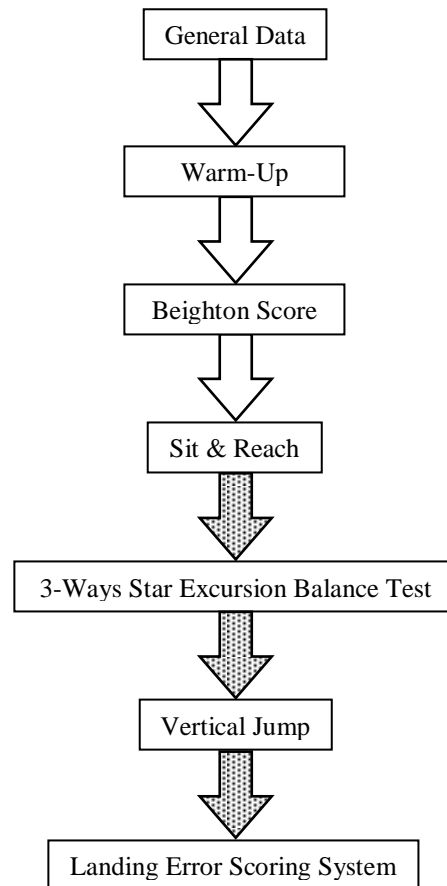 General Data
Warm-Up
Beighton Score
Sit & Reach
3-Ways Star Excursion Balance Test
Vertical Jump
Landing Error Scoring System